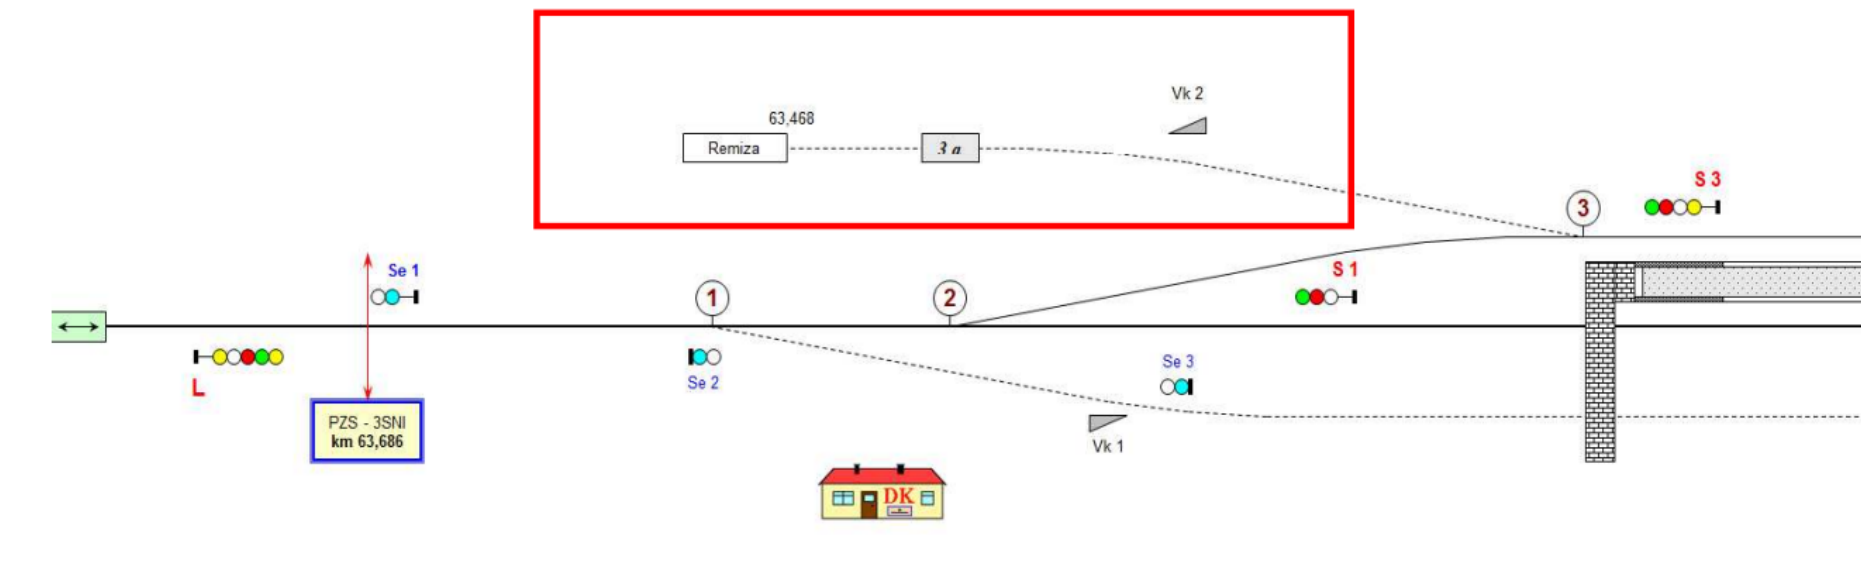 Vk 2
63,468
Remiza
3 a
S 3
3
Se 1
S 1
1
2
L
Se 2
Se 3
PZS - 3SNI
km 63,686
Vk 1
DK